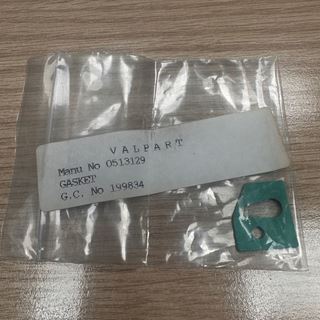 VALPART
Manu No 0513129
GASKET
G.C. No 199834